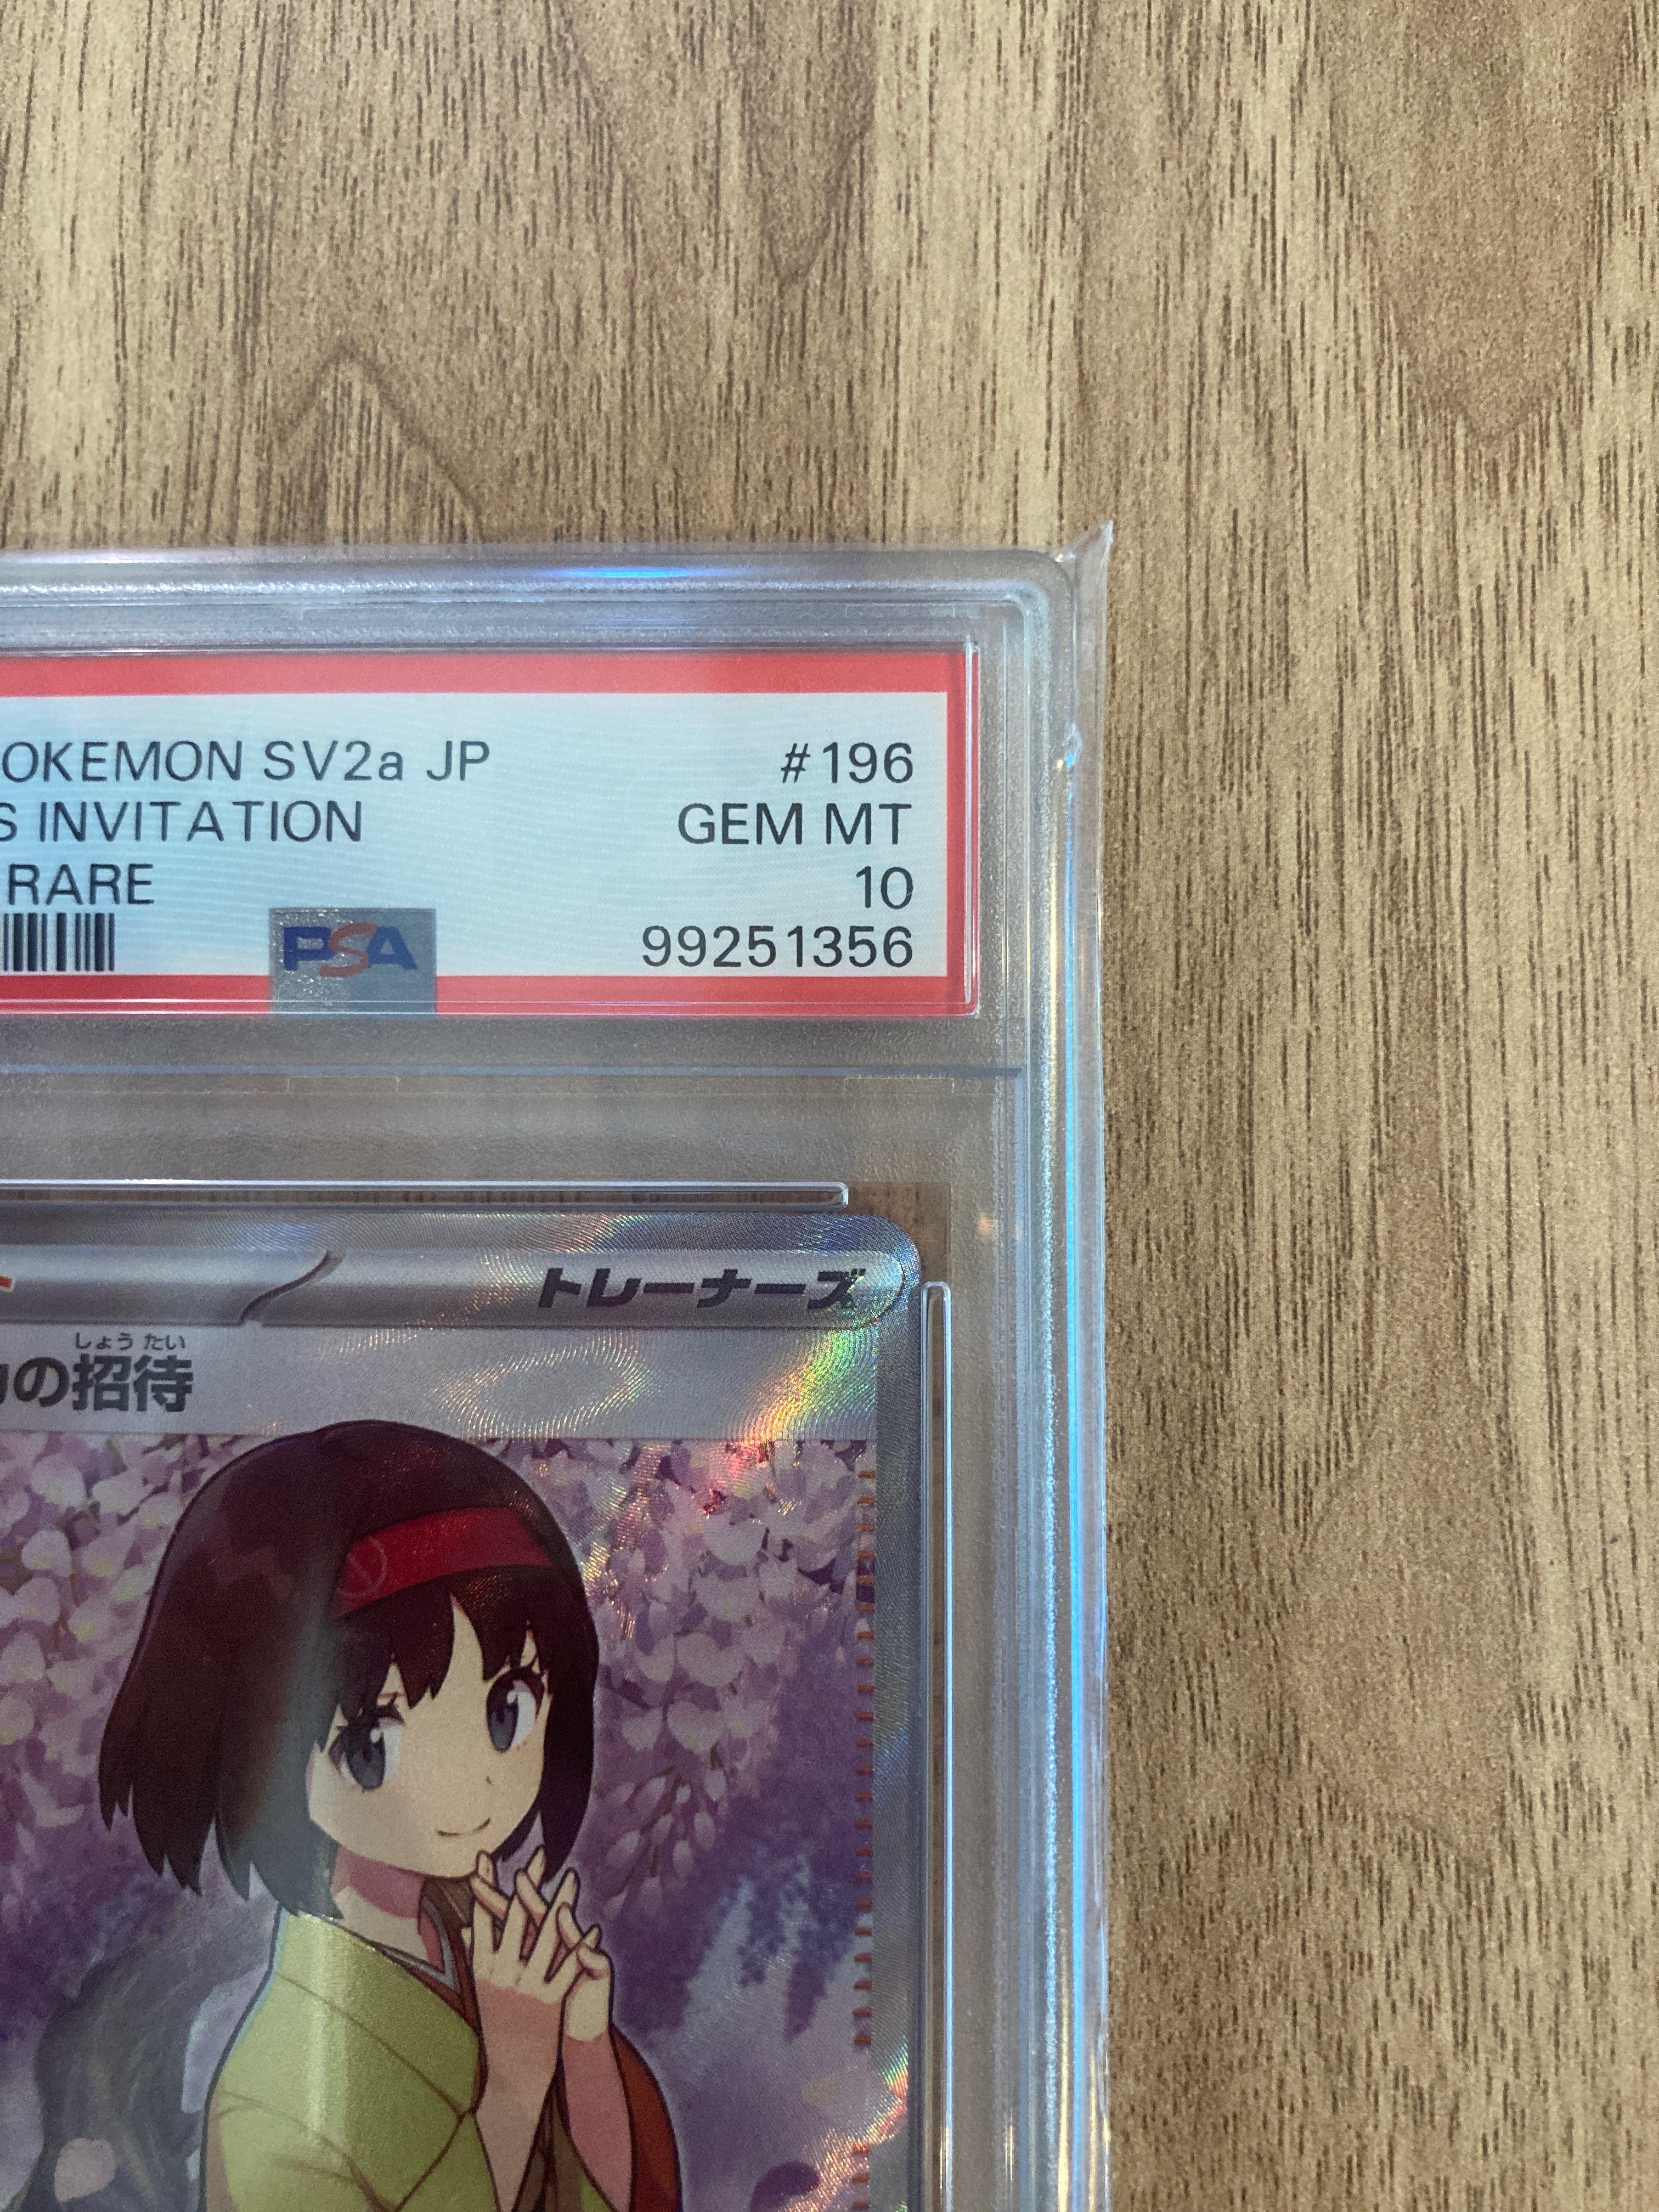 OKEMON SV2a JP #196
S INVITATION GEM MT
RARE 10
PSA 99251356
トレーナーズ
しょうたい
の招待